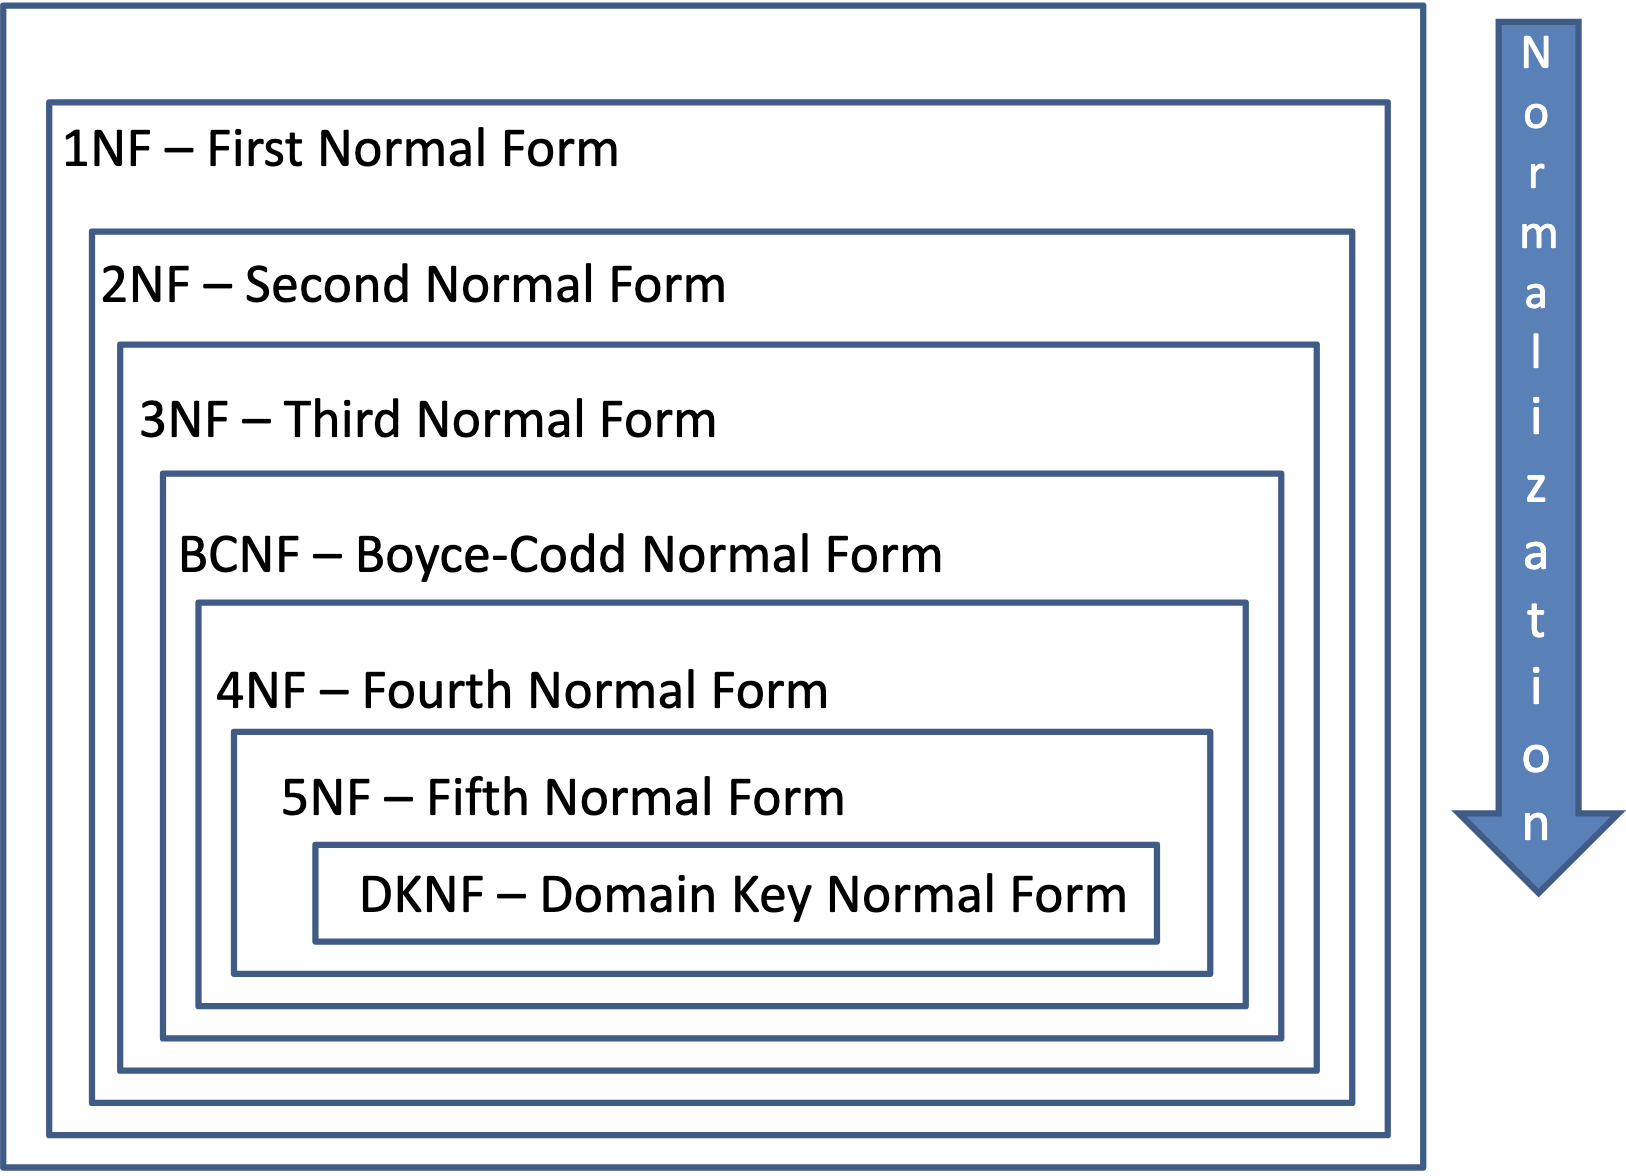 1NF – First Normal Form
2NF – Second Normal Form
3NF – Third Normal Form
BCNF – Boyce-Codd Normal Form
4NF – Fourth Normal Form
5NF – Fifth Normal Form
DKNF – Domain Key Normal Form
Normalization